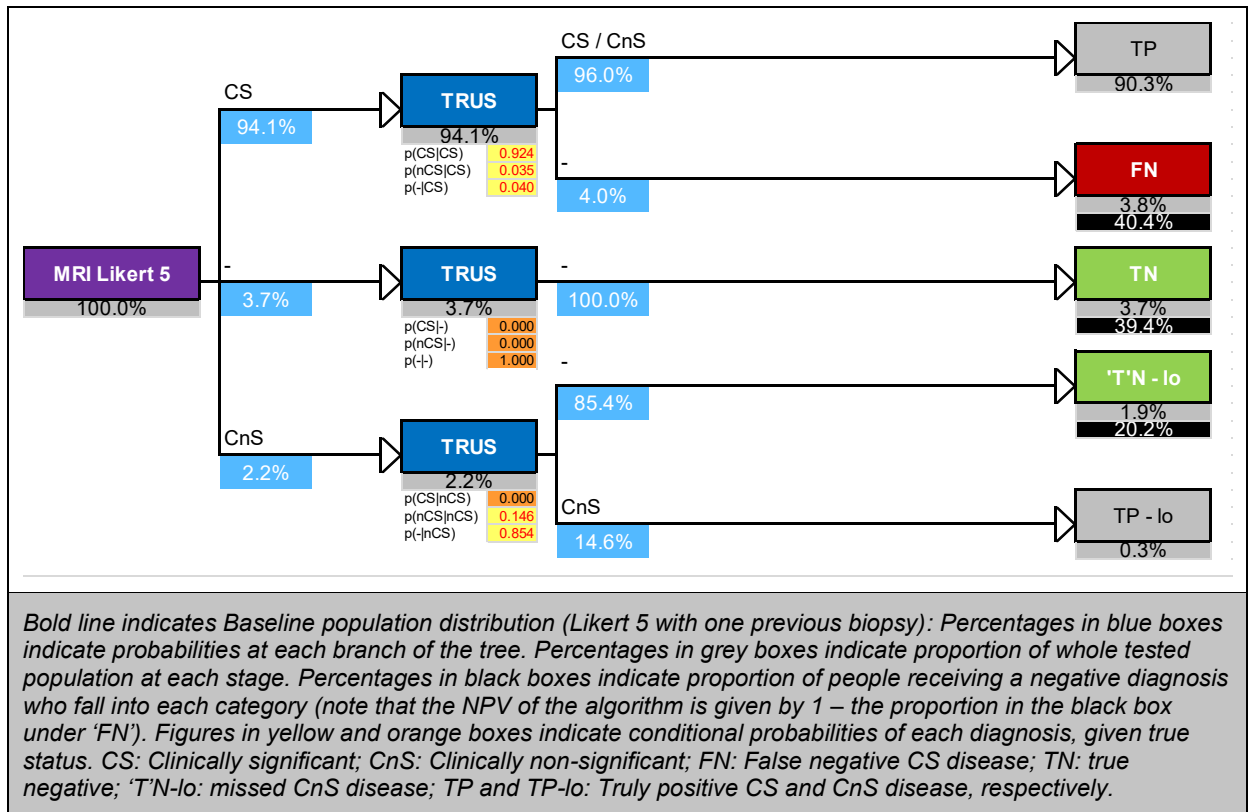 CS
94.1%
TRUS
94.1%
p(CS|CS) 0.924
p(nCS|CS) 0.035
p(-|CS) 0.040
CS / CnS
96.0%
TP
90.3%
-
4.0%
FN
3.8%
40.4%
MRI Likert 5
100.0%
-
3.7%
TRUS
3.7%
p(CS|-) 0.000
p(nCS|-) 0.000
p(-|-) 1.000
-
100.0%
TN
3.7%
39.4%
CnS
2.2%
TRUS
2.2%
p(CS|nCS) 0.000
p(nCS|nCS) 0.146
p(-|nCS) 0.854
-
85.4%
'T'N - lo
1.9%
20.2%
CnS
14.6%
TP - lo
0.3%
Bold line indicates Baseline population distribution (Likert 5 with one previous biopsy): Percentages in blue boxes
indicate probabilities at each branch of the tree. Percentages in grey boxes indicate proportion of whole tested
population at each stage. Percentages in black boxes indicate proportion of people receiving a negative diagnosis
who fall into each category (note that the NPV of the algorithm is given by 1 – the proportion in the black box
under ‘FN’). Figures in yellow and orange boxes indicate conditional probabilities of each diagnosis, given true
status. CS: Clinically significant; CnS: Clinically non-significant; FN: False negative CS disease; TN: true
negative; ‘T’N-lo: missed CnS disease; TP and TP-lo: Truly positive CS and CnS disease, respectively.